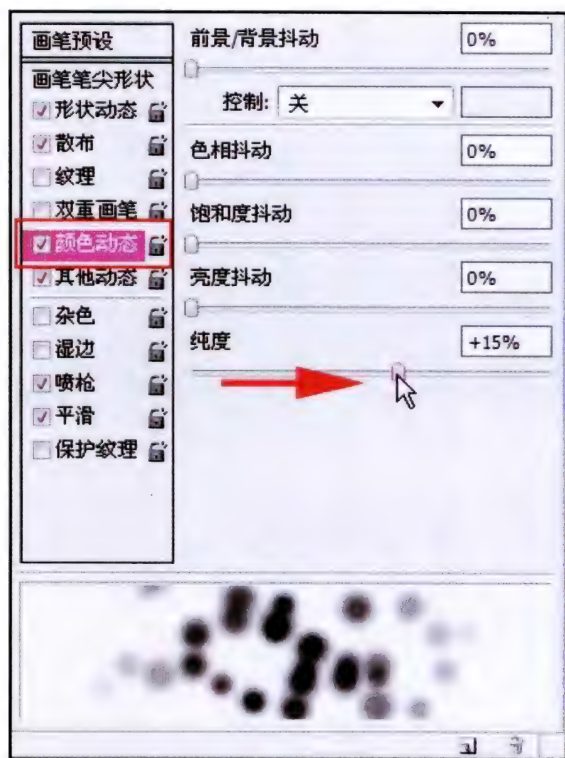 画笔预设
画笔笔尖形状
形状动态
散布
纹理
双重画笔
颜色动态
其他动态
杂色
湿边
喷枪
平滑
保护纹理
前景/背景抖动 0%
控制: 关
色相抖动 0%
饱和度抖动 0%
亮度抖动 0%
纯度 +15%